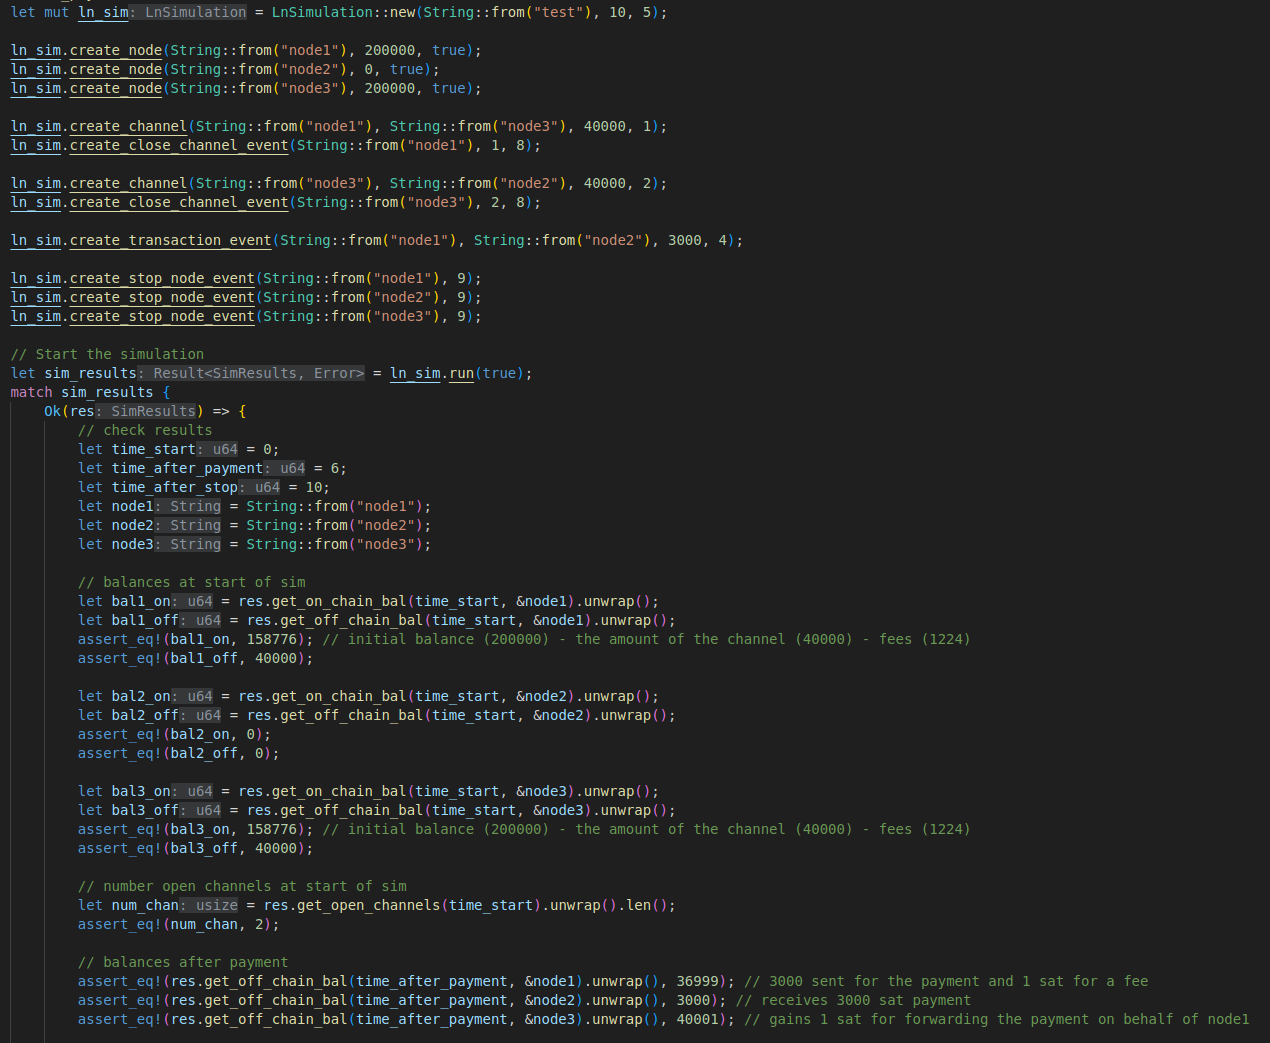 let mut ln_sim: LnSimulation = LnSimulation::new(String::from("test"), 10, 5);

ln_sim.create_node(String::from("node1"), 200000, true);
ln_sim.create_node(String::from("node2"), 0, true);
ln_sim.create_node(String::from("node3"), 200000, true);

ln_sim.create_channel(String::from("node1"), String::from("node3"), 40000, 1);
ln_sim.create_close_channel_event(String::from("node1"), 1, 8);

ln_sim.create_channel(String::from("node3"), String::from("node2"), 40000, 2);
ln_sim.create_close_channel_event(String::from("node3"), 2, 8);

ln_sim.create_transaction_event(String::from("node1"), String::from("node2"), 3000, 4);

ln_sim.create_stop_node_event(String::from("node1"), 9);
ln_sim.create_stop_node_event(String::from("node2"), 9);
ln_sim.create_stop_node_event(String::from("node3"), 9);

// Start the simulation
let sim_results: Result<SimResults, Error> = ln_sim.run(true);
match sim_results {
    Ok(res: SimResults) => {
        // check results
        let time_start: u64 = 0;
        let time_after_payment: u64 = 6;
        let time_after_stop: u64 = 10;
        let node1: String = String::from("node1");
        let node2: String = String::from("node2");
        let node3: String = String::from("node3");

        // balances at start of sim
        let bal1_on: u64 = res.get_on_chain_bal(time_start, &node1).unwrap();
        let bal1_off: u64 = res.get_off_chain_bal(time_start, &node1).unwrap();
        assert_eq!(bal1_on, 158776); // initial balance (200000) - the amount of the channel (40000) - fees (1224)
        assert_eq!(bal1_off, 40000);

        let bal2_on: u64 = res.get_on_chain_bal(time_start, &node2).unwrap();
        let bal2_off: u64 = res.get_off_chain_bal(time_start, &node2).unwrap();
        assert_eq!(bal2_on, 0);
        assert_eq!(bal2_off, 0);

        let bal3_on: u64 = res.get_on_chain_bal(time_start, &node3).unwrap();
        let bal3_off: u64 = res.get_off_chain_bal(time_start, &node3).unwrap();
        assert_eq!(bal3_on, 158776); // initial balance (200000) - the amount of the channel (40000) - fees (1224)
        assert_eq!(bal3_off, 40000);

        // number open channels at start of sim
        let num_chan: usize = res.get_open_channels(time_start).unwrap().len();
        assert_eq!(num_chan, 2);

        // balances after payment
        assert_eq!(res.get_off_chain_bal(time_after_payment, &node1).unwrap(), 36999); // 3000 sent for the payment and 1 sat for a fee
        assert_eq!(res.get_off_chain_bal(time_after_payment, &node2).unwrap(), 3000); // receives 3000 sat payment
        assert_eq!(res.get_off_chain_bal(time_after_payment, &node3).unwrap(), 40001); // gains 1 sat for forwarding the payment on behalf of node1